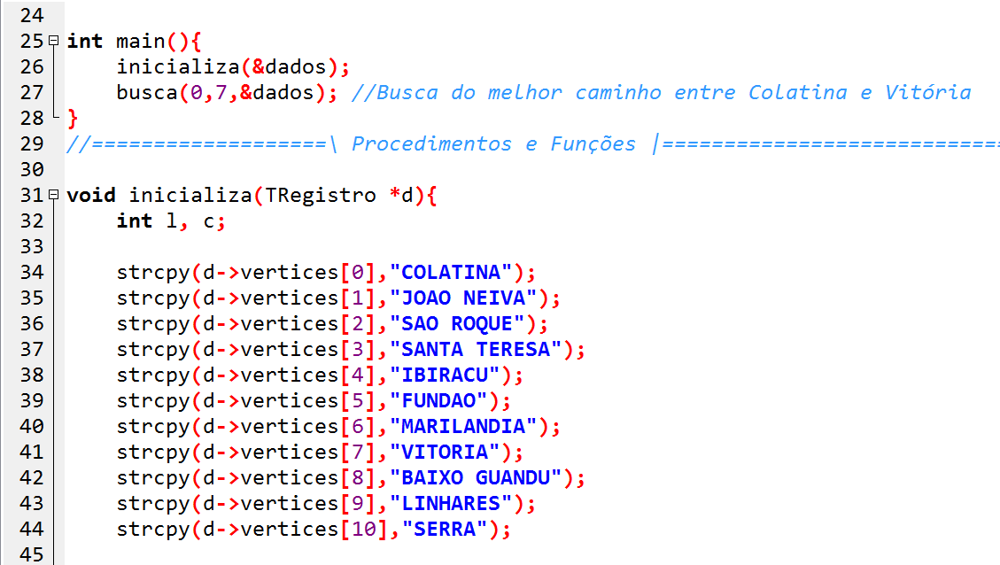 24
25 int main(){
26 inicializa(&dados);
27 busca(0,7,&dados); //Busca do melhor caminho entre Colatina e Vitória
28 }
29 //===================\ Procedimentos e Funções |============================
30
31 void inicializa(TRegistro *d){
32 int l, c;
33
34 strcpy(d->vertices[0],"COLATINA");
35 strcpy(d->vertices[1],"JOAO NEIVA");
36 strcpy(d->vertices[2],"SAO ROQUE");
37 strcpy(d->vertices[3],"SANTA TERESA");
38 strcpy(d->vertices[4],"IBIRACU");
39 strcpy(d->vertices[5],"FUNDAO");
40 strcpy(d->vertices[6],"MARILANDIA");
41 strcpy(d->vertices[7],"VITORIA");
42 strcpy(d->vertices[8],"BAIXO GUANDU");
43 strcpy(d->vertices[9],"LINHARES");
44 strcpy(d->vertices[10],"SERRA");
45